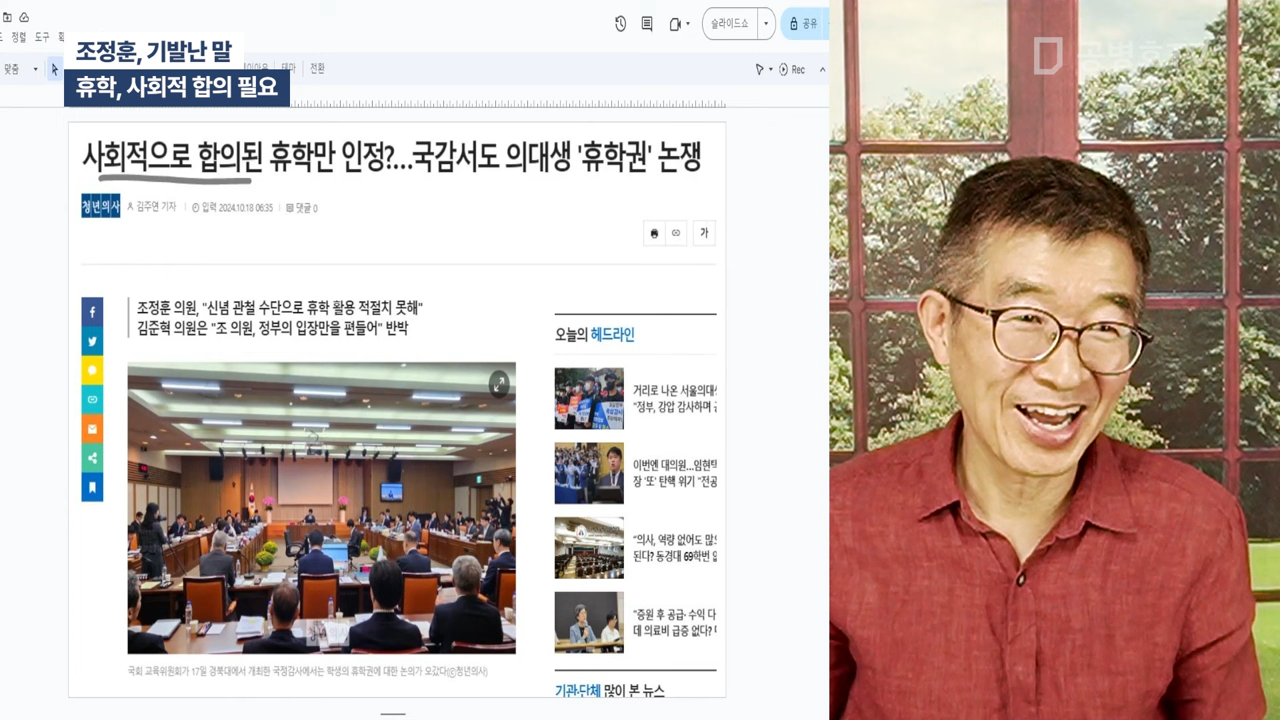 정렬 도구
슬라이드쇼
공유
조정훈, 기발난 말
맞춤
테마
전환
Rec
휴학, 사회적 합의 필요
공병호
사회적으로 합의된 휴학만 인정?...국감서도 의대생 '휴학권' 논쟁
청년의사
김주연 기자
입력 2024.10.18 06:35
댓글 0
가
조정훈 의원, "신념 관철 수단으로 휴학 활용 적절치 못해"
김준혁 의원은 "조 의원, 정부의 입장만을 편들어" 반박
오늘의 헤드라인
거리로 나온 서울의대
"정부, 강압 감사하며
이번엔 대의원...임현택
장 '또' 탄핵 위기 "전공
"의사, 역량 없어도 많
된다? 동경대 69학번
"증원 후 공급·수익 다
데 의료비 급증 없다?
국회 교육위원회가 17일 경북대에서 개최한 국정감사에서는 학생의 휴학권에 대한 논의가 오갔다(ⓒ청년의사)
기관·단체 많이 본 뉴스